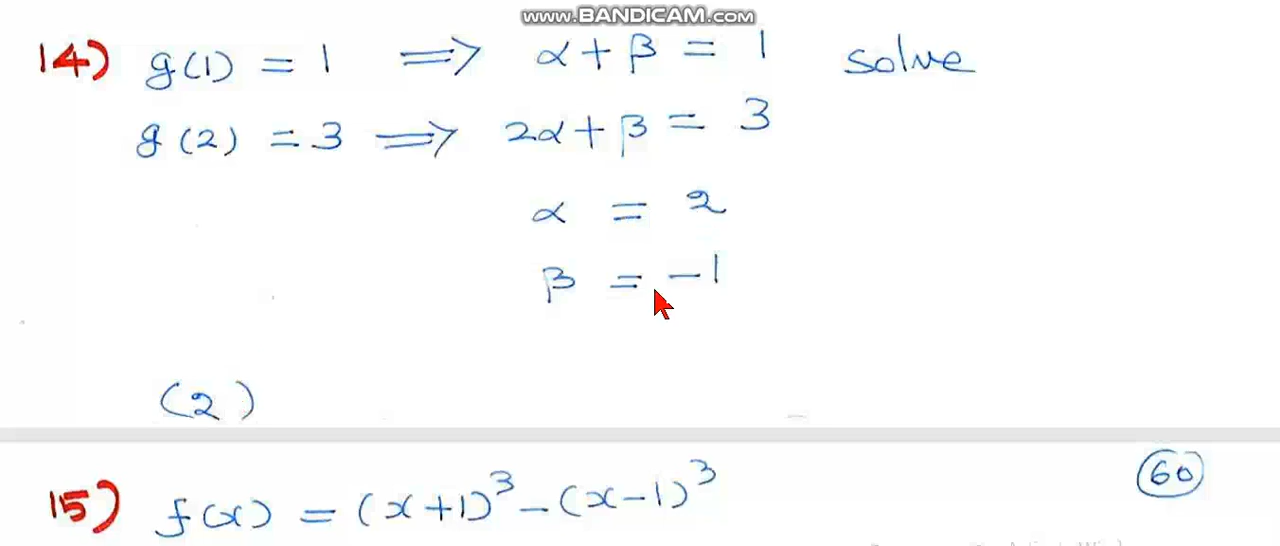 www.BANDICAM.com
14) g(1) = 1 ⟹ α + β = 1 solve
g(2) = 3 ⟹ 2α + β = 3
α = 2
β = -1
(2)
60
15) f(x) = (x+1)³ - (x-1)³